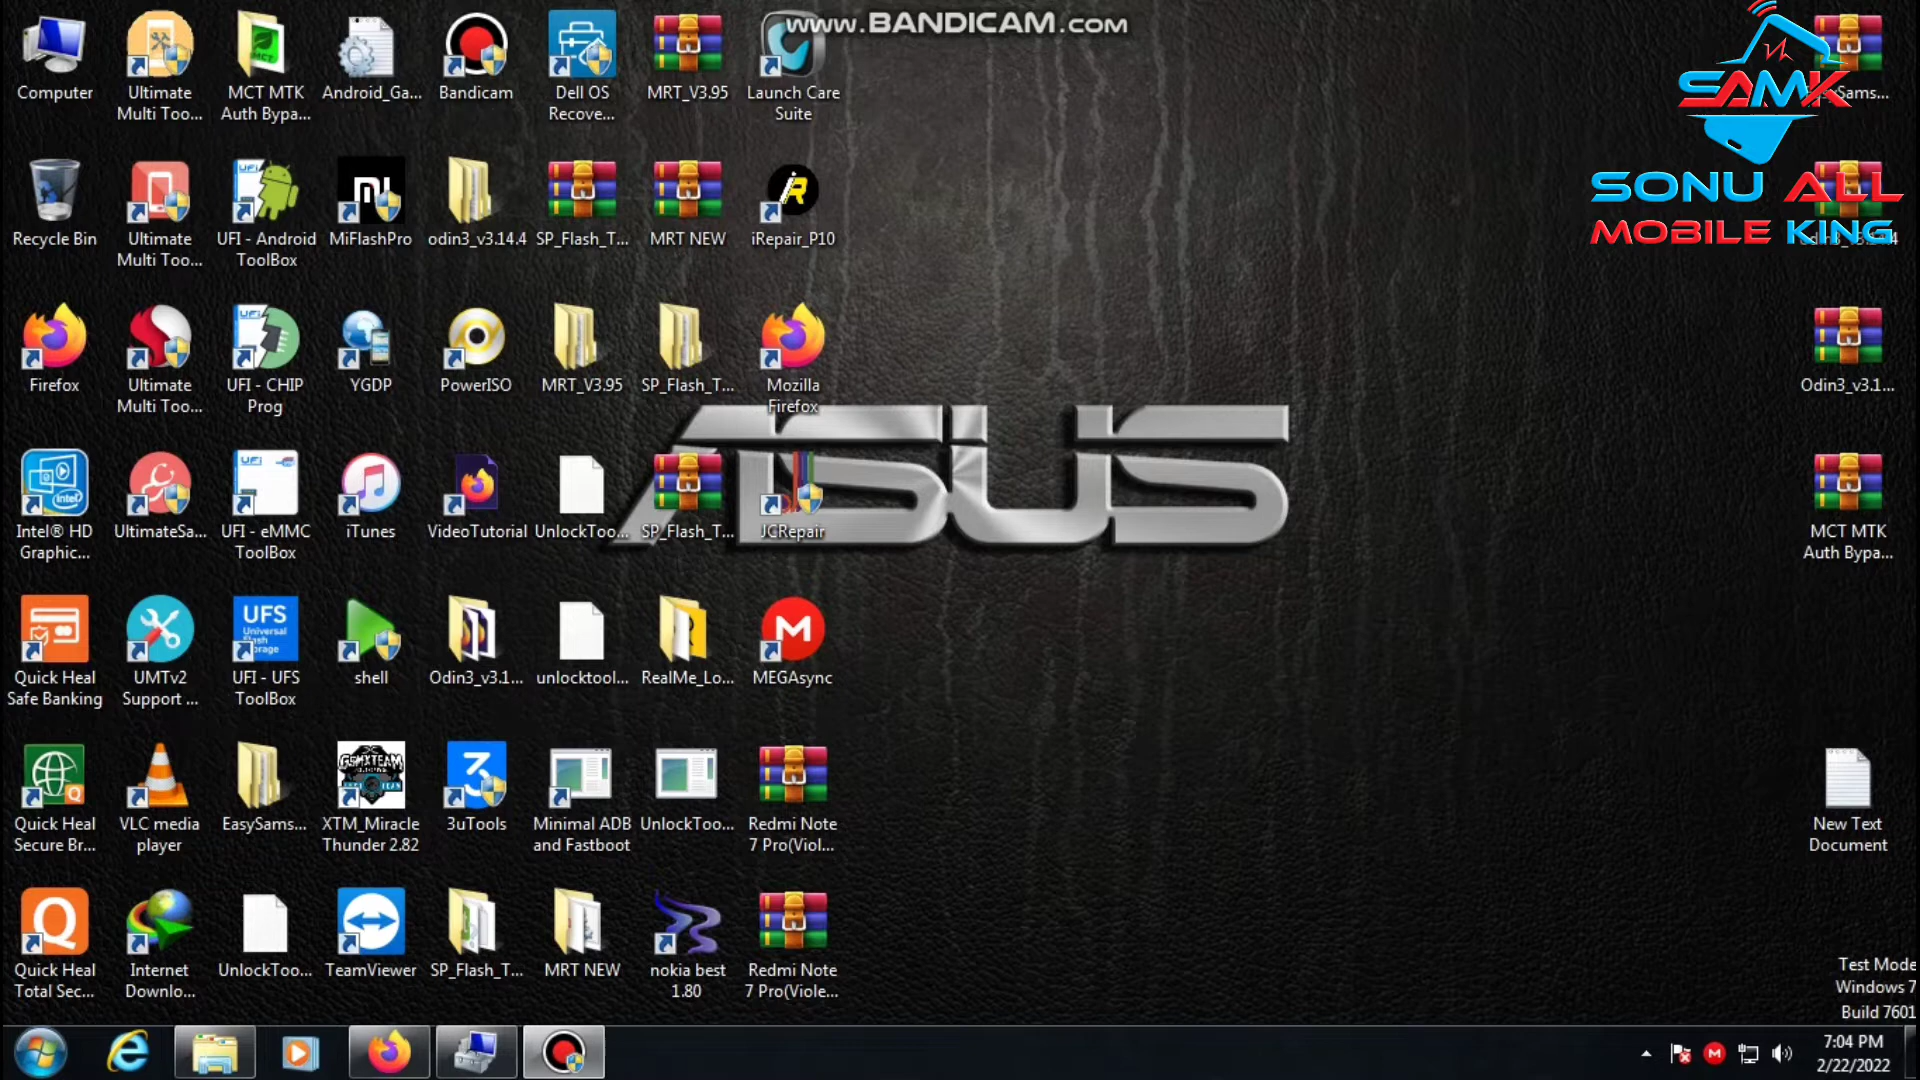 www.BANDICAM.com
SAMK
SONU ALL
MOBILE KING
Computer
Ultimate
Multi Too...
MCT MTK
Auth Bypa...
Android_Ga...
Bandicam
Dell OS
Recove...
MRT_V3.95
Launch Care
Suite
Recycle Bin
Ultimate
Multi Too...
UFI - Android
ToolBox
MiFlashPro
odin3_v3.14.4
SP_Flash_T...
MRT NEW
iRepair_P10
Firefox
Ultimate
Multi Too...
UFI - CHIP
Prog
YGDP
PowerISO
MRT_V3.95
SP_Flash_T...
Mozilla
Firefox
Odin3_v3.1...
ASUS
Intel® HD
Graphic...
UltimateSa...
UFI - eMMC
ToolBox
iTunes
VideoTutorial
UnlockToo...
SP_Flash_T...
JCRepair
MCT MTK
Auth Bypa...
Quick Heal
Safe Banking
UMTv2
Support ...
UFS
Universal
Flash
UFI - UFS
ToolBox
shell
Odin3_v3.1...
unlocktool...
RealMe_Lo...
MEGAsync
Quick Heal
Secure Br...
VLC media
player
EasySams...
GSMXTEAM
XTM_Miracle
Thunder 2.82
3uTools
Minimal ADB
and Fastboot
UnlockToo...
Redmi Note
7 Pro(Viol...
New Text
Document
Quick Heal
Total Sec...
Internet
Downlo...
UnlockToo...
TeamViewer
SP_Flash_T...
MRT NEW
nokia best
1.80
Redmi Note
7 Pro(Viole...
Test Mode
Windows 7
Build 7601
7:04 PM
2/22/2022